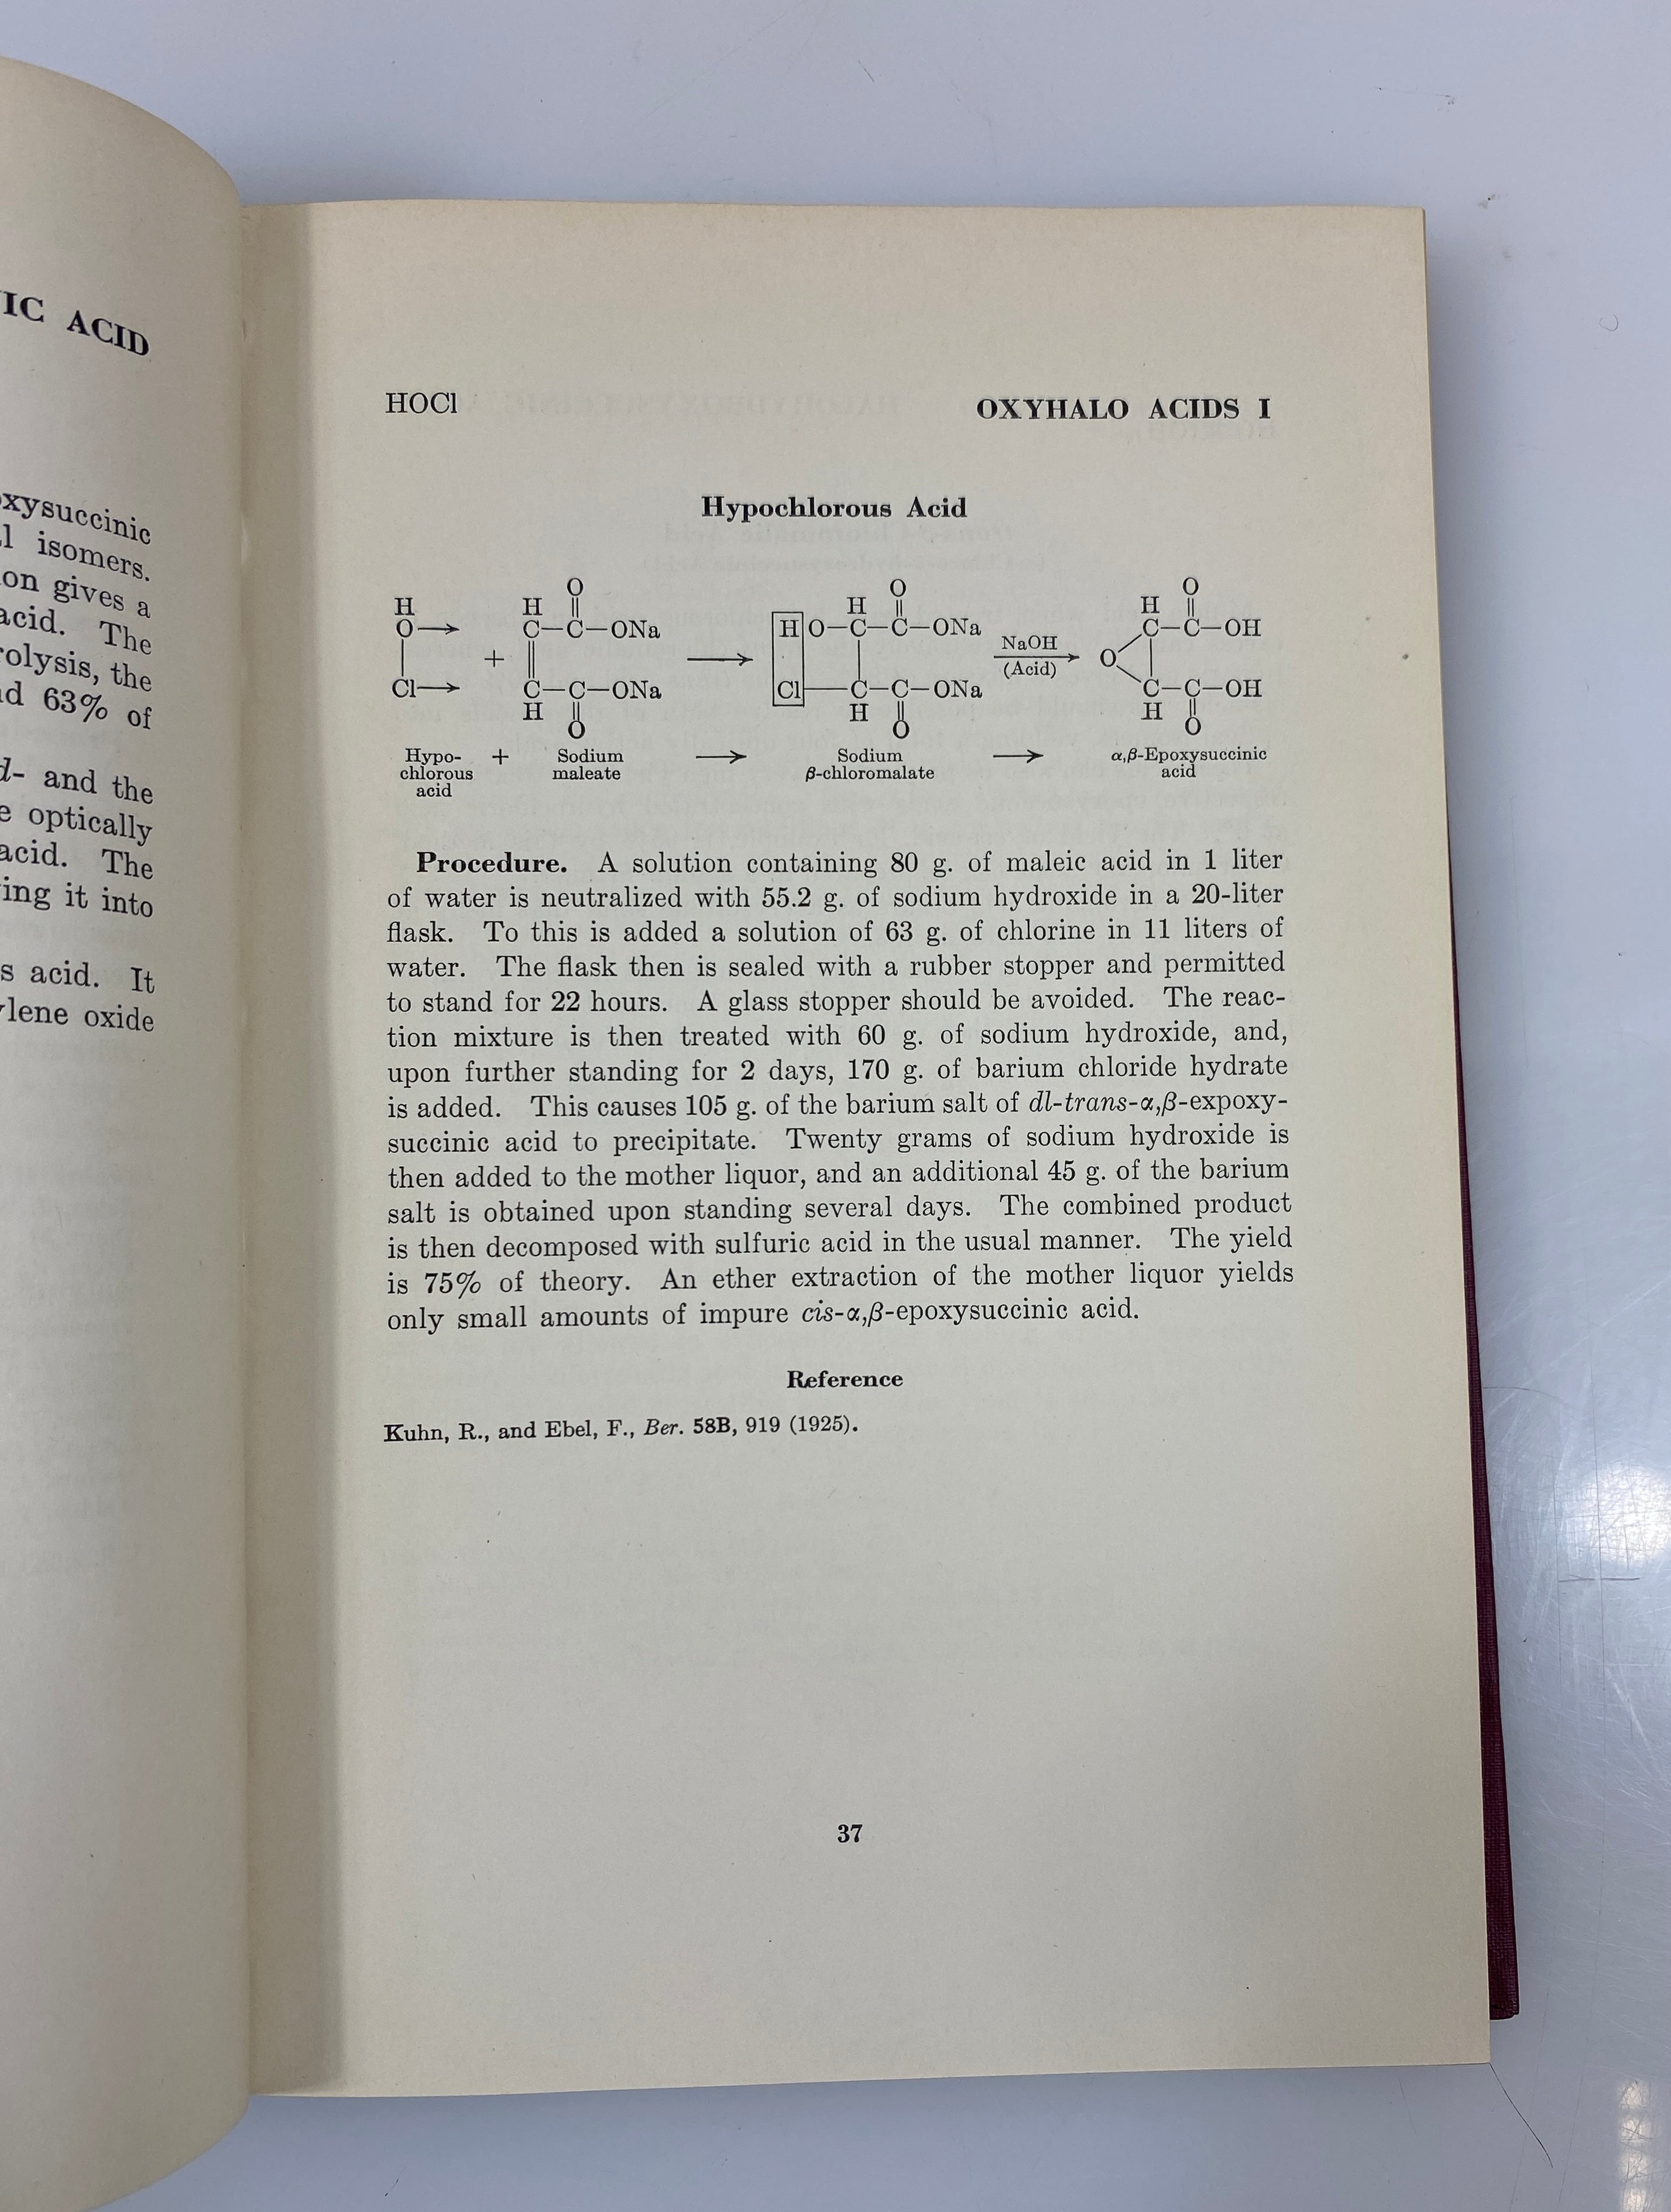 IC ACID
xysuccinic
l isomers.
on gives a
acid. The
rolysis, the
d 63% of
d- and the
e optically
acid. The
ing it into
s acid. It
lene oxide
HOCl OXYHALO ACIDS I
Hypochlorous Acid
H H O H O H O
O→ C—C—ONa HO—C—C—ONa NaOH C—C—OH
+ → (Acid) O
Cl→ C—C—ONa Cl—C—C—ONa C—C—OH
H O H O H O
Hypo- + Sodium → Sodium → α,β-Epoxysuccinic
chlorous maleate β-chloromalate acid
acid
Procedure. A solution containing 80 g. of maleic acid in 1 liter
of water is neutralized with 55.2 g. of sodium hydroxide in a 20-liter
flask. To this is added a solution of 63 g. of chlorine in 11 liters of
water. The flask then is sealed with a rubber stopper and permitted
to stand for 22 hours. A glass stopper should be avoided. The reac-
tion mixture is then treated with 60 g. of sodium hydroxide, and,
upon further standing for 2 days, 170 g. of barium chloride hydrate
is added. This causes 105 g. of the barium salt of dl-trans-α,β-expoxy-
succinic acid to precipitate. Twenty grams of sodium hydroxide is
then added to the mother liquor, and an additional 45 g. of the barium
salt is obtained upon standing several days. The combined product
is then decomposed with sulfuric acid in the usual manner. The yield
is 75% of theory. An ether extraction of the mother liquor yields
only small amounts of impure cis-α,β-epoxysuccinic acid.
Reference
Kuhn, R., and Ebel, F., Ber. 58B, 919 (1925).
37